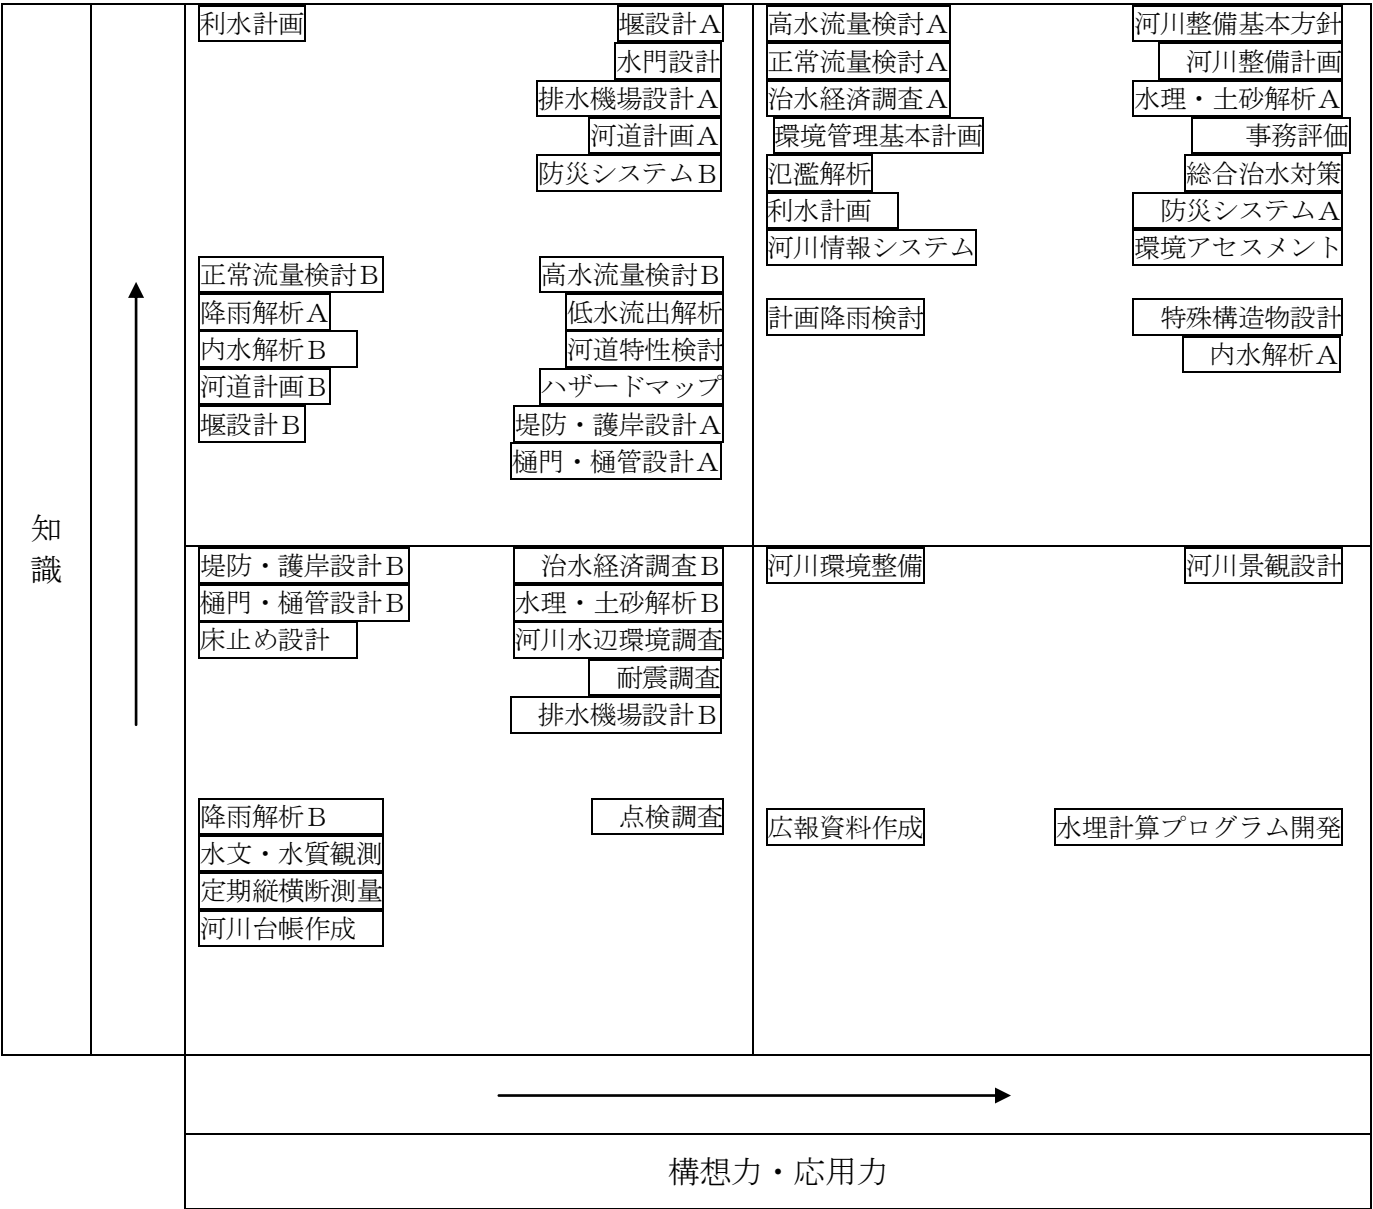 利水計画
堰設計A
水門設計
排水機場設計A
河道計画A
防災システムB
正常流量検討B
降雨解析A
内水解析B
河道計画B
堰設計B
高水流量検討B
低水流出解析
河道特性検討
ハザードマップ
堤防・護岸設計A
樋門・樋管設計A
高水流量検討A
正常流量検討A
治水経済調査A
環境管理基本計画
氾濫解析
利水計画
河川情報システム
計画降雨検討
河川整備基本方針
河川整備計画
水理・土砂解析A
事務評価
総合治水対策
防災システムA
環境アセスメント
特殊構造物設計
内水解析A
知
識
堤防・護岸設計B
樋門・樋管設計B
床止め設計
治水経済調査B
水理・土砂解析B
河川水辺環境調査
耐震調査
排水機場設計B
降雨解析B
水文・水質観測
定期縦横断測量
河川台帳作成
点検調査
河川環境整備
河川景観設計
広報資料作成
水埋計算プログラム開発
構想力・応用力